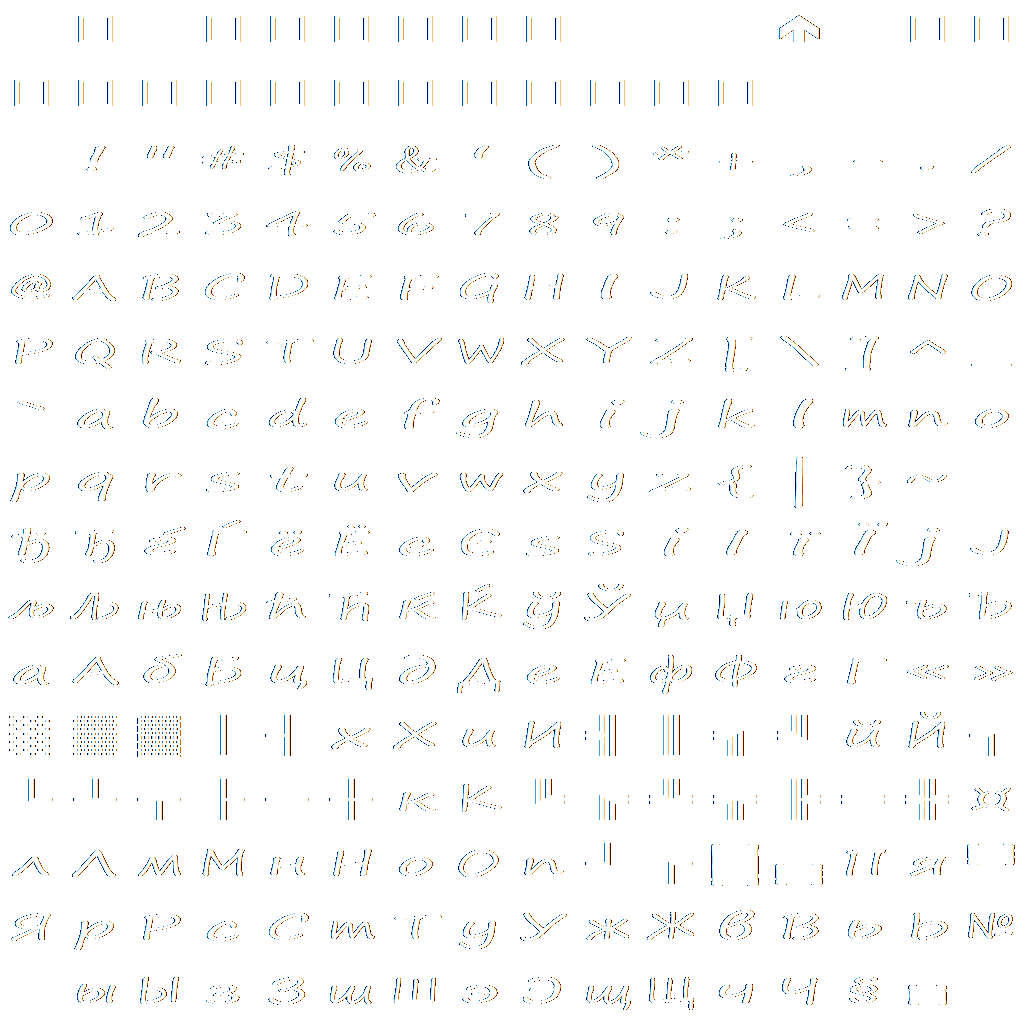 ! " # $ % & ' ( ) * + , - . /
0 1 2 3 4 5 6 7 8 9 : ; < = > ?
@ A B C D E F G H I J K L M N O
P Q R S T U V W X Y Z [ \ ] ^ _
` a b c d e f g h i j k l m n o
p q r s t u v w x y z { | } ~
ђ Ђ ѓ Ѓ ё Ё є Є ѕ Ѕ і І ї Ї ј Ј
љ Љ њ Њ ћ Ћ ќ Ќ ў Ў џ Џ ю Ю ъ Ъ
а А б Б ц Ц д Д е Е ф Ф г Г « »
░ ▒ ▓ │ ┤ х Х и И ╣ ║ ╗ ╝ й Й ┐
└ ┴ ┬ ├ ─ ┼ к К ╚ ╔ ╩ ╦ ╠ ═ ╬ ¤
л Л м М н Н о О п ┘ ┌ █ ▄ П я ▀
Я р Р с С т Т у У ж Ж в В ь Ь №
ы Ы з З ш Ш э Э щ Щ ч Ч § ■